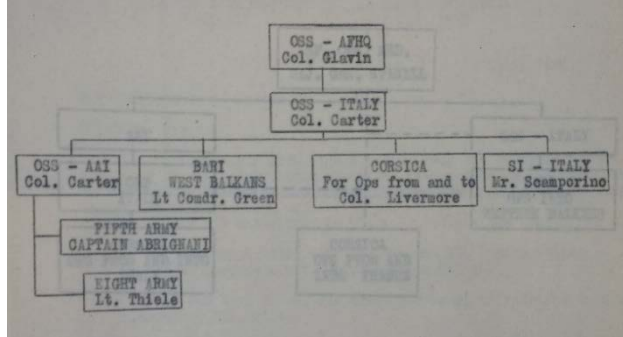 OSS - AFHQ
Col. Glavin
OSS - ITALY
Col. Carter
OSS - AAI
Col. Carter
BARI
WEST BALKANS
Lt Comdr. Green
CORSICA
For Ops from and to
Col. Livermore
SI - ITALY
Mr. Scamporino
FIFTH ARMY
CAPTAIN ABRIGNANI
EIGHT ARMY
Lt. Thiele